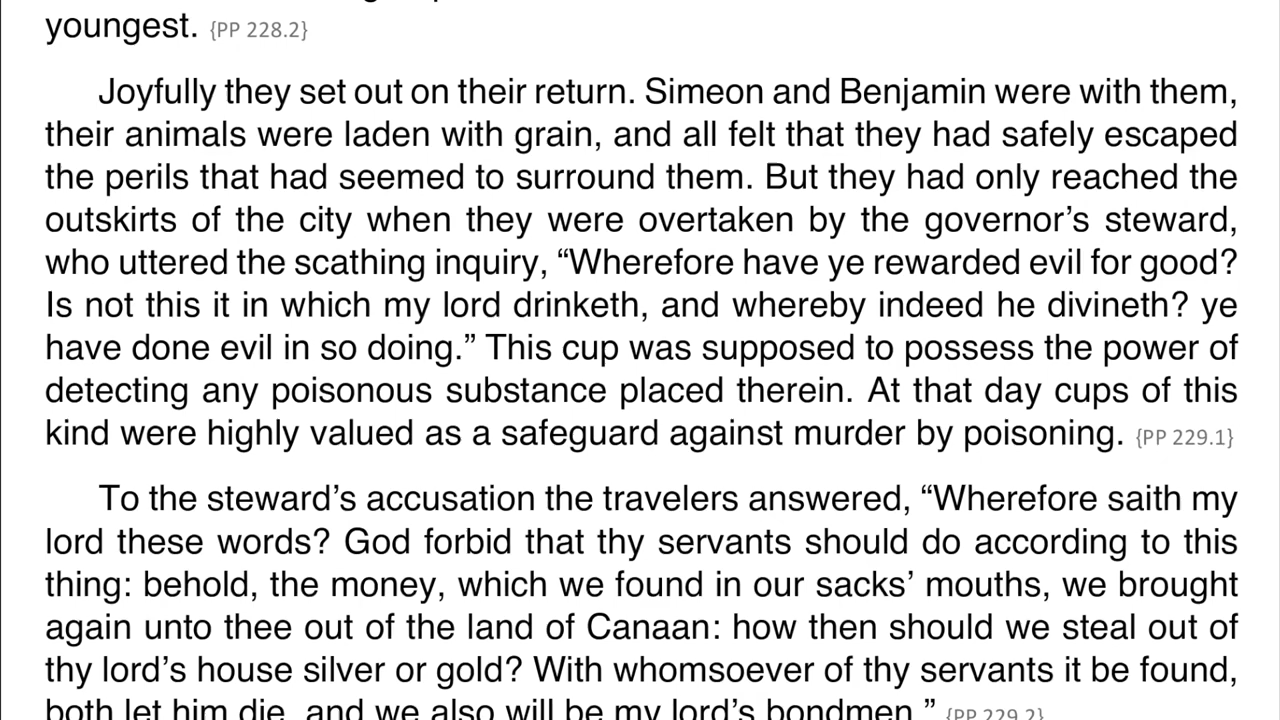 youngest. {PP 228.2}
Joyfully they set out on their return. Simeon and Benjamin were with them,
their animals were laden with grain, and all felt that they had safely escaped
the perils that had seemed to surround them. But they had only reached the
outskirts of the city when they were overtaken by the governor’s steward,
who uttered the scathing inquiry, “Wherefore have ye rewarded evil for good?
Is not this it in which my lord drinketh, and whereby indeed he divineth? ye
have done evil in so doing.” This cup was supposed to possess the power of
detecting any poisonous substance placed therein. At that day cups of this
kind were highly valued as a safeguard against murder by poisoning. {PP 229.1}
To the steward’s accusation the travelers answered, “Wherefore saith my
lord these words? God forbid that thy servants should do according to this
thing: behold, the money, which we found in our sacks’ mouths, we brought
again unto thee out of the land of Canaan: how then should we steal out of
thy lord’s house silver or gold? With whomsoever of thy servants it be found,
both let him die, and we also will be my lord’s bondmen.” {PP 229.2}